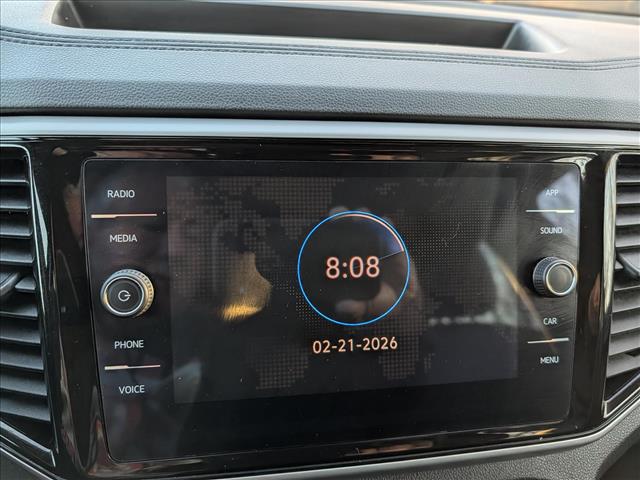 RADIO
MEDIA
PHONE
VOICE
8:08
02-21-2026
APP
SOUND
CAR
MENU